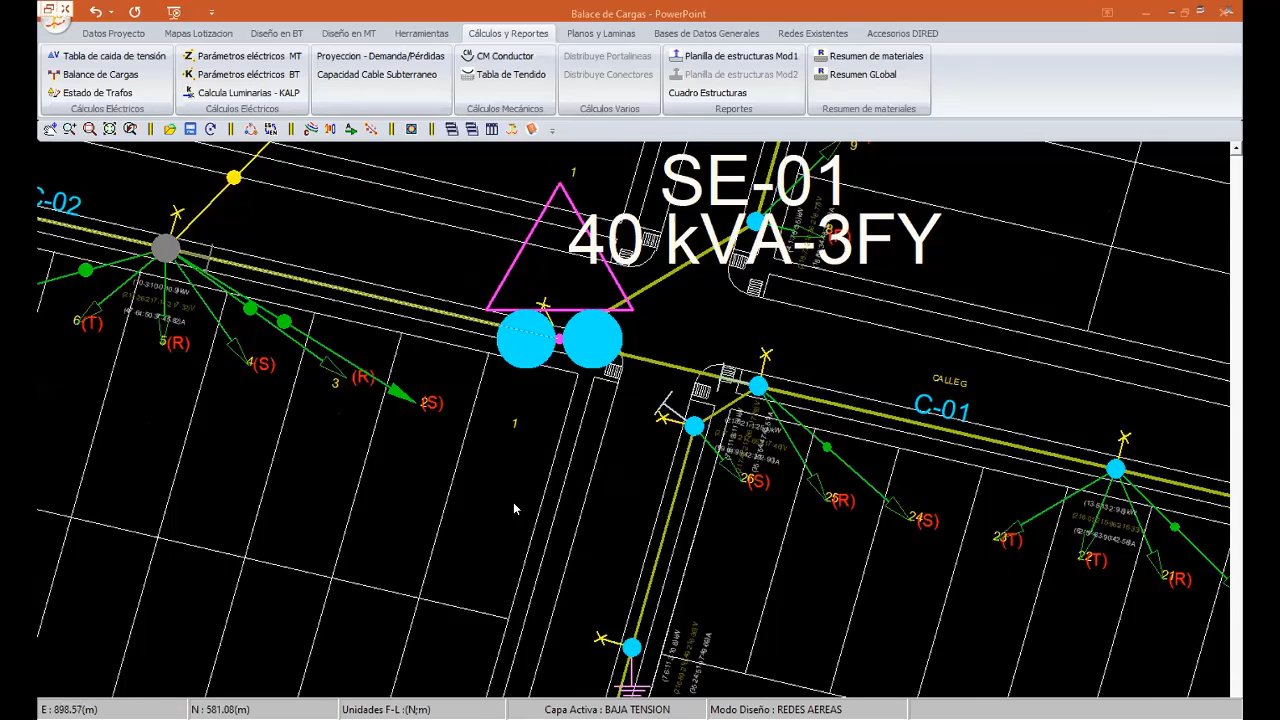 Balace de Cargas - PowerPoint
Datos Proyecto
Mapas Lotizacion
Diseño en BT
Diseño en MT
Herramientas
Cálculos y Reportes
Planos y Laminas
Bases de Datos Generales
Redes Existentes
Accesorios DIRED
Tabla de caida de tensión
Balance de Cargas
Estado de Trafos
Cálculos Eléctricos
Parámetros eléctricos MT
Parámetros eléctricos BT
Calcula Luminarias - KALP
Cálculos Eléctricos
Proyeccion - Demanda/Pérdidas
Capacidad Cable Subterraneo
CM Conductor
Tabla de Tendido
Cálculos Mecánicos
Distribuye Portalineas
Distribuye Conectores
Cálculos Varios
Planilla de estructuras Mod1
Planilla de estructuras Mod2
Cuadro Estructuras
Reportes
Resumen de materiales
Resumen GLobal
Resumen de materiales
SE-01
40 kVA-3FY
C-02
1
9
8
6(T)
5(R)
4(S)
3 (R)
2(S)
1
CALLE G
C-01
26(S)
25(R)
24(S)
23(T)
22(T)
21(R)
E : 898.57(m)
N : 581.08(m)
Unidades F-L :(N;m)
Capa Activa : BAJA TENSION
Modo Diseño : REDES AEREAS